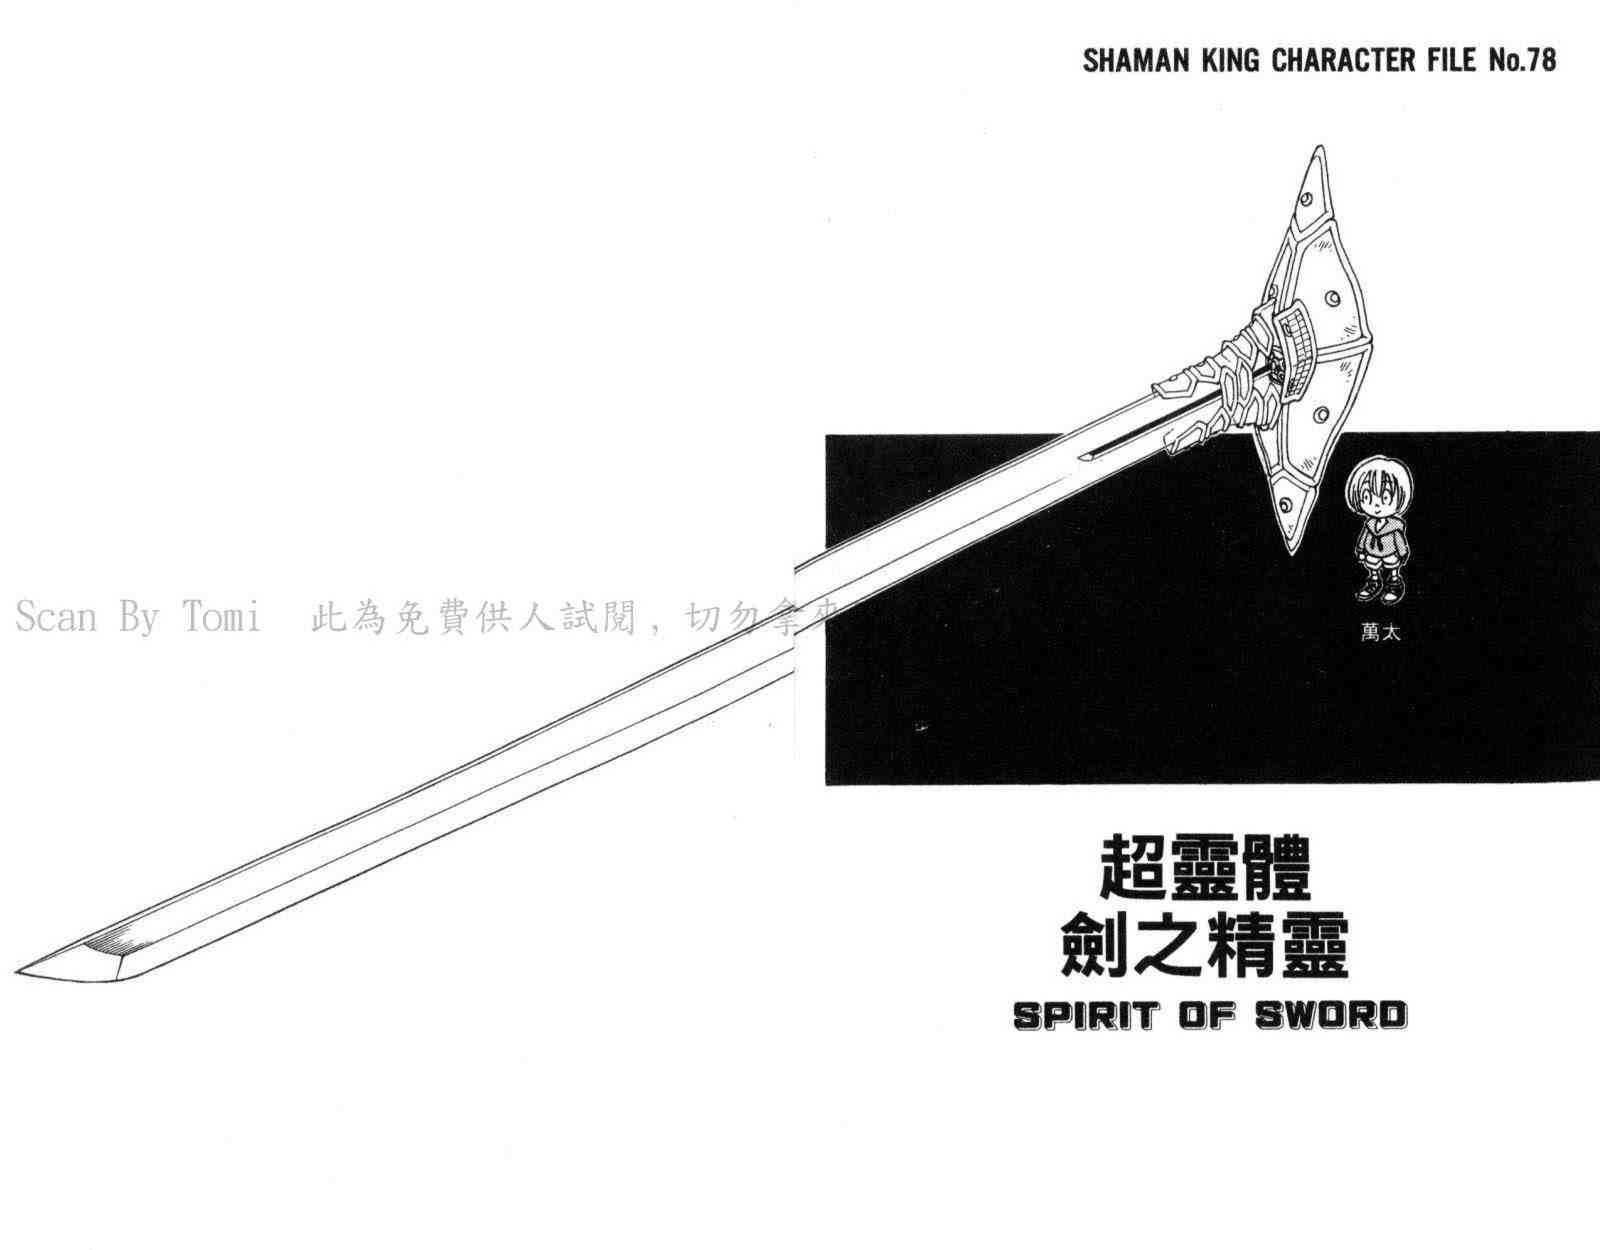 SHAMAN KING CHARACTER FILE No.78
Scan By Tomi 此為免費供人試閱，切勿拿來
萬太
超靈體
劍之精靈
SPIRIT OF SWORD